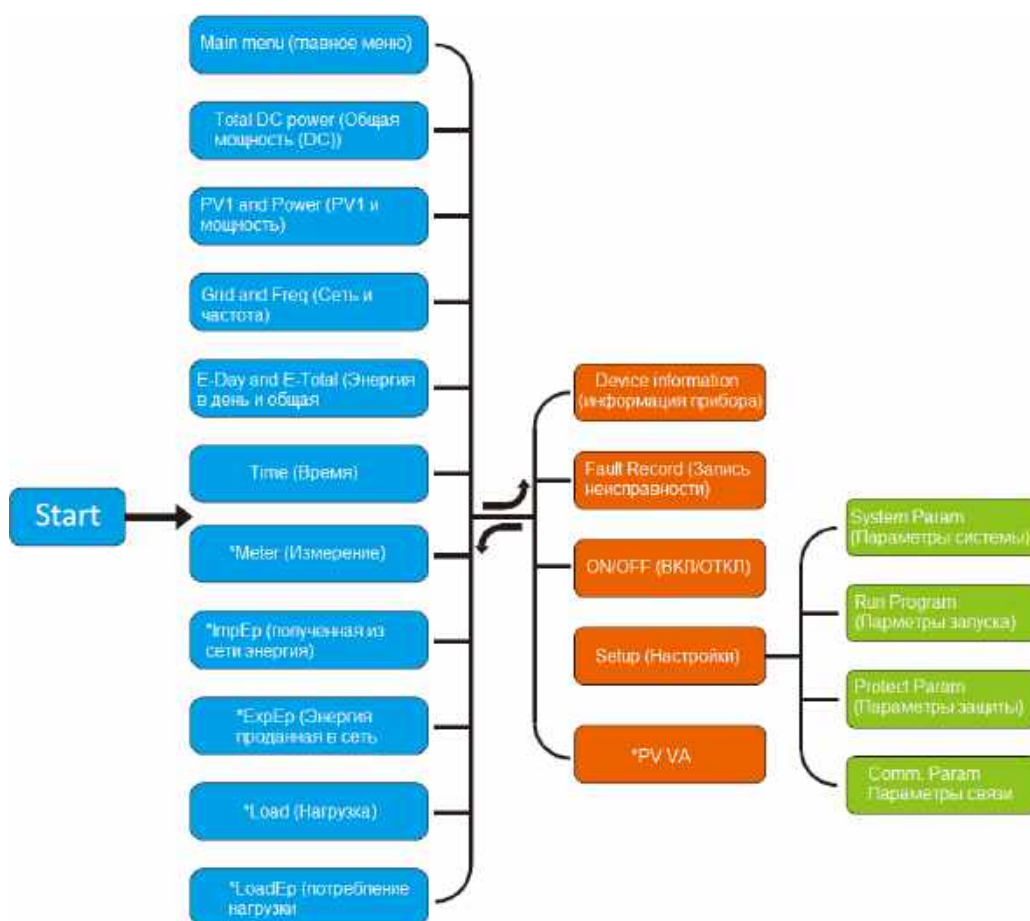 Main menu (главное меню)
Total DC power (Общая
мощность (DC))
PV1 and Power (PV1 и
мощность)
Grid and Freq (Сеть и
частота)
E-Day and E-Total (Энергия
в день и общая
Time (Время)
Start
*Meter (Измерение)
*ImpEp (полученная из
сети энергия)
*ExpEp (Энергия
проданная в сеть
*Load (Нагрузка)
*LoadEp (потребление
нагрузки
Device information
(информация прибора)
Fault Record (Запись
неисправности)
ON/OFF (ВКЛ/ОТКЛ)
Setup (Настройки)
*PV VA
System Param
(Параметры системы)
Run Program
(Парметры запуска)
Protect Param
(Параметры защиты)
Comm. Param
Параметры связи